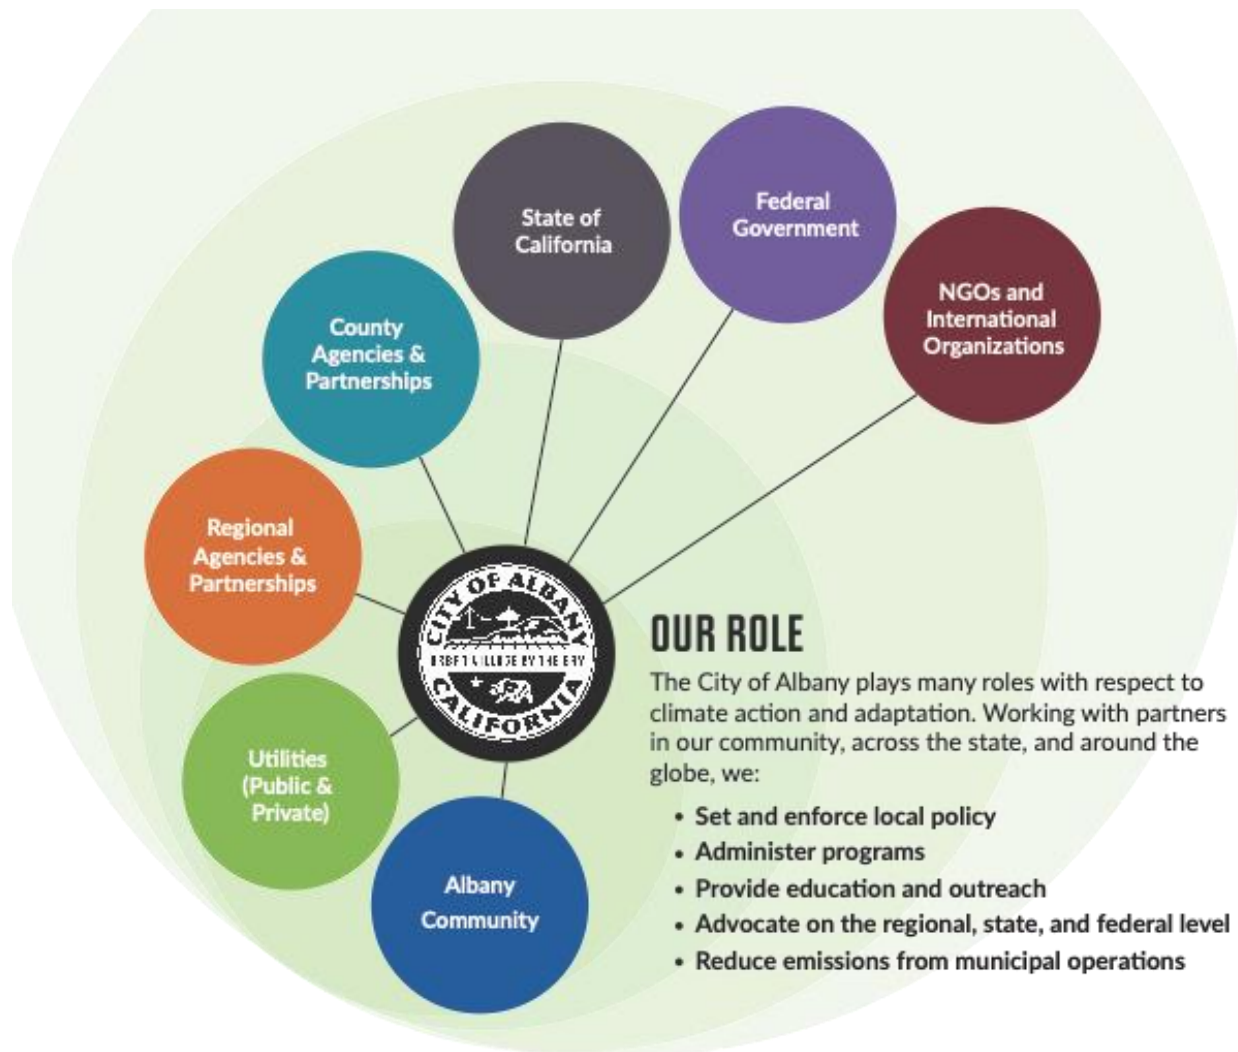 State of
California
Federal
Government
NGOs and
International
Organizations
County
Agencies &
Partnerships
Regional
Agencies &
Partnerships
Utilities
(Public &
Private)
Albany
Community
CITY OF ALBANY
CALIFORNIA
OUR ROLE
The City of Albany plays many roles with respect to
climate action and adaptation. Working with partners
in our community, across the state, and around the
globe, we:
• Set and enforce local policy
• Administer programs
• Provide education and outreach
• Advocate on the regional, state, and federal level
• Reduce emissions from municipal operations